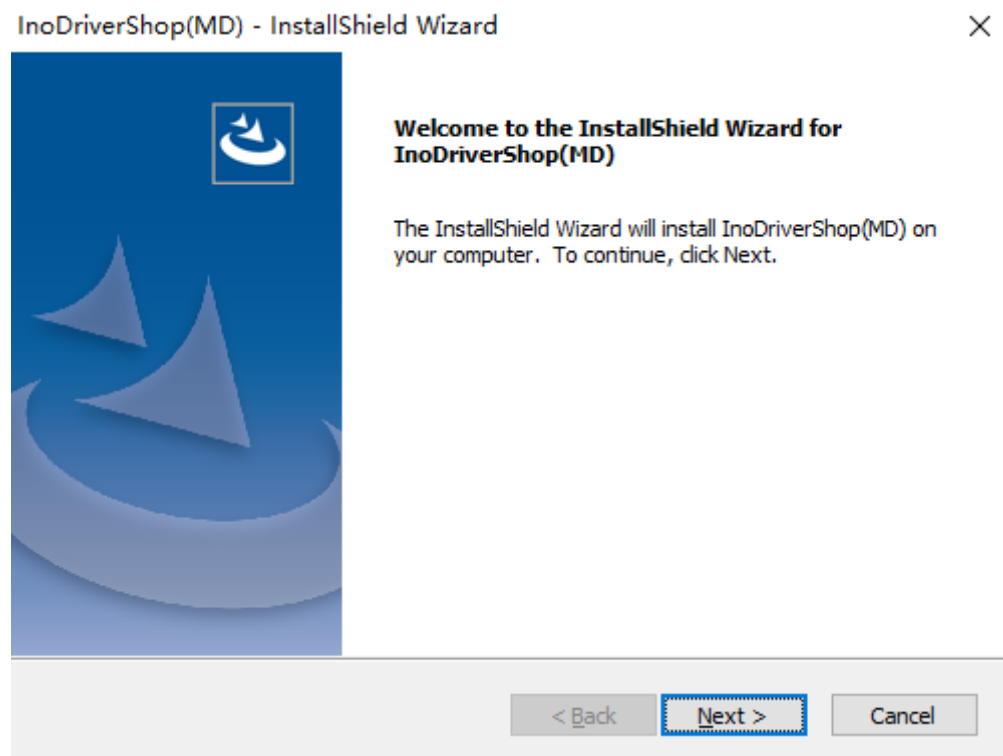 InoDriverShop(MD) - InstallShield Wizard
Welcome to the InstallShield Wizard for
InoDriverShop(MD)
The InstallShield Wizard will install InoDriverShop(MD) on
your computer.  To continue, click Next.
< Back
Next >
Cancel